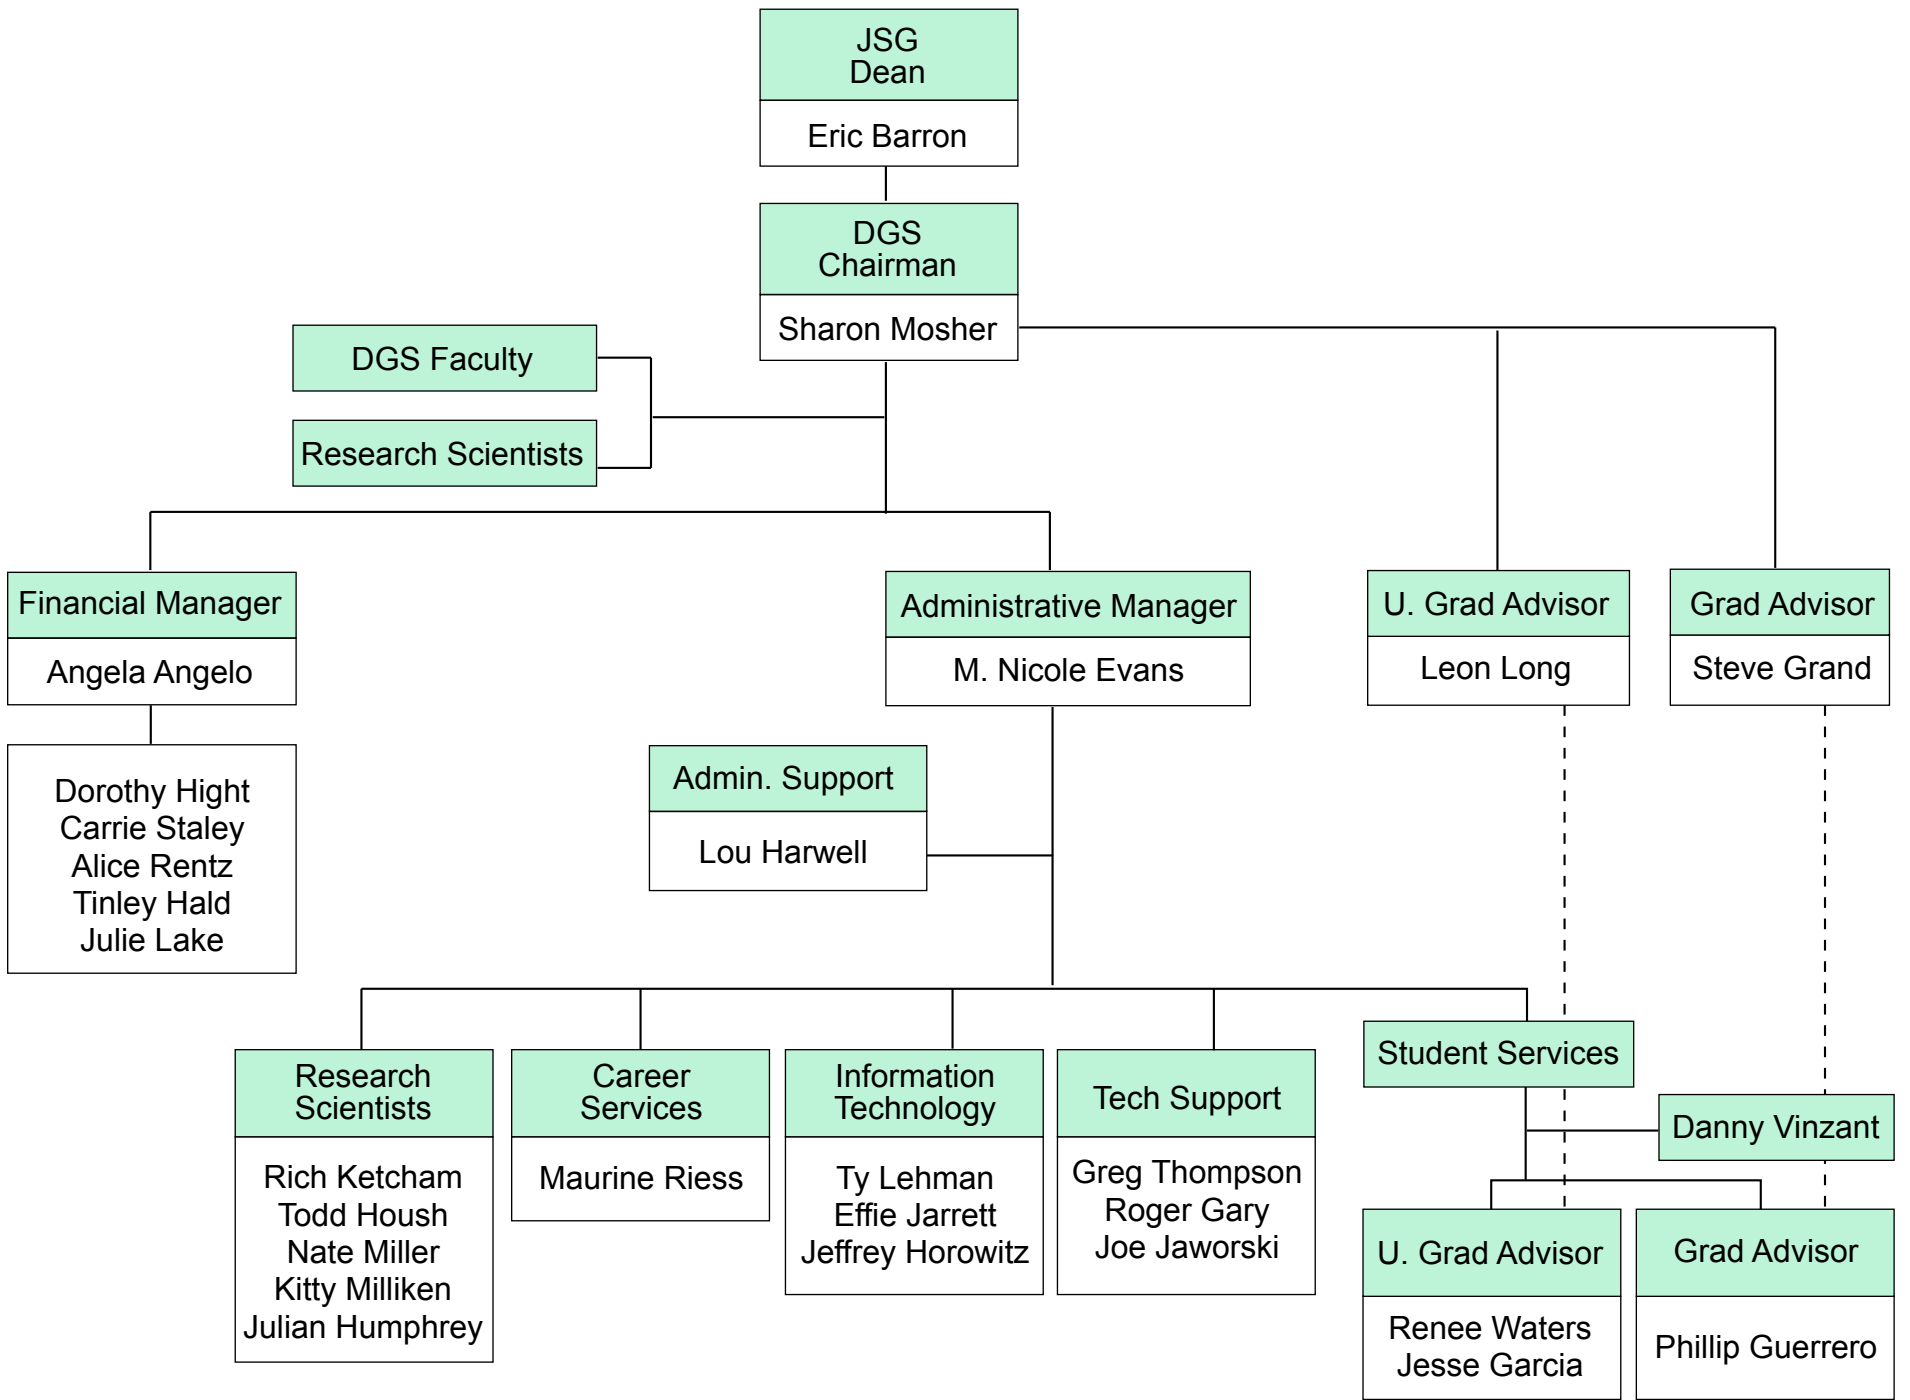 JSG
Dean
Eric Barron
DGS
Chairman
Sharon Mosher
DGS Faculty
Research Scientists
Financial Manager
Angela Angelo
Dorothy Hight
Carrie Staley
Alice Rentz
Tinley Hald
Julie Lake
Administrative Manager
M. Nicole Evans
U. Grad Advisor
Leon Long
Grad Advisor
Steve Grand
Admin. Support
Lou Harwell
Research
Scientists
Rich Ketcham
Todd Housh
Nate Miller
Kitty Milliken
Julian Humphrey
Career
Services
Maurine Riess
Information
Technology
Ty Lehman
Effie Jarrett
Jeffrey Horowitz
Tech Support
Greg Thompson
Roger Gary
Joe Jaworski
Student Services
Danny Vinzant
U. Grad Advisor
Renee Waters
Jesse Garcia
Grad Advisor
Phillip Guerrero